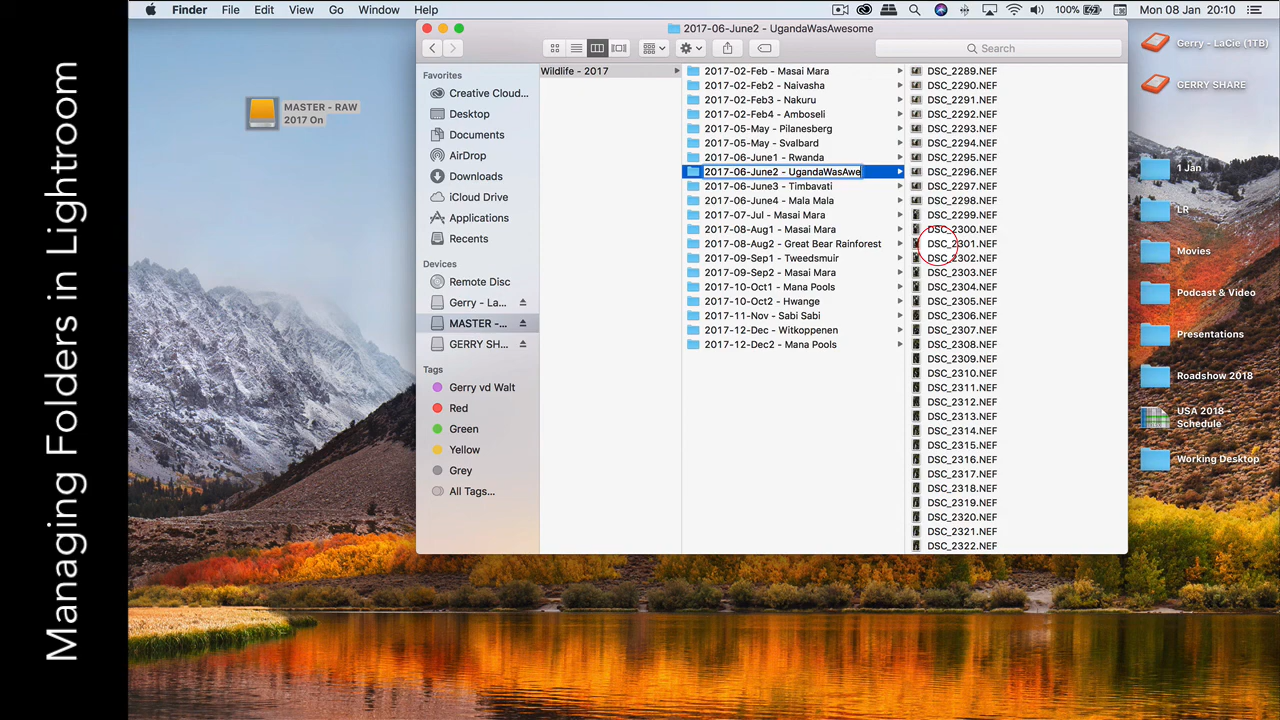 Managing Folders in Lightroom
Finder File Edit View Go Window Help
100% Mon 08 Jan 20:10
MASTER - RAW
2017 On
2017-06-June2 - UgandaWasAwesome
Search
Favorites
Creative Cloud...
Desktop
Documents
AirDrop
Downloads
iCloud Drive
Applications
Recents
Devices
Remote Disc
Gerry - La...
MASTER -...
GERRY SH...
Tags
Gerry vd Walt
Red
Green
Yellow
Grey
All Tags...
Wildlife - 2017
2017-02-Feb - Masai Mara
2017-02-Feb2 - Naivasha
2017-02-Feb3 - Nakuru
2017-02-Feb4 - Amboseli
2017-05-May - Pilanesberg
2017-05-May - Svalbard
2017-06-June1 - Rwanda
2017-06-June2 - UgandaWasAwe
2017-06-June3 - Timbavati
2017-06-June4 - Mala Mala
2017-07-Jul - Masai Mara
2017-08-Aug1 - Masai Mara
2017-08-Aug2 - Great Bear Rainforest
2017-09-Sep1 - Tweedsmuir
2017-09-Sep2 - Masai Mara
2017-10-Oct1 - Mana Pools
2017-10-Oct2 - Hwange
2017-11-Nov - Sabi Sabi
2017-12-Dec - Witkoppenen
2017-12-Dec2 - Mana Pools
DSC_2289.NEF
DSC_2290.NEF
DSC_2291.NEF
DSC_2292.NEF
DSC_2293.NEF
DSC_2294.NEF
DSC_2295.NEF
DSC_2296.NEF
DSC_2297.NEF
DSC_2298.NEF
DSC_2299.NEF
DSC_2300.NEF
DSC_2301.NEF
DSC_2302.NEF
DSC_2303.NEF
DSC_2304.NEF
DSC_2305.NEF
DSC_2306.NEF
DSC_2307.NEF
DSC_2308.NEF
DSC_2309.NEF
DSC_2310.NEF
DSC_2311.NEF
DSC_2312.NEF
DSC_2313.NEF
DSC_2314.NEF
DSC_2315.NEF
DSC_2316.NEF
DSC_2317.NEF
DSC_2318.NEF
DSC_2319.NEF
DSC_2320.NEF
DSC_2321.NEF
DSC_2322.NEF
Gerry - LaCie (1TB)
GERRY SHARE
1 Jan
LR
Movies
Podcast & Video
Presentations
Roadshow 2018
USA 2018 -
Schedule
Working Desktop